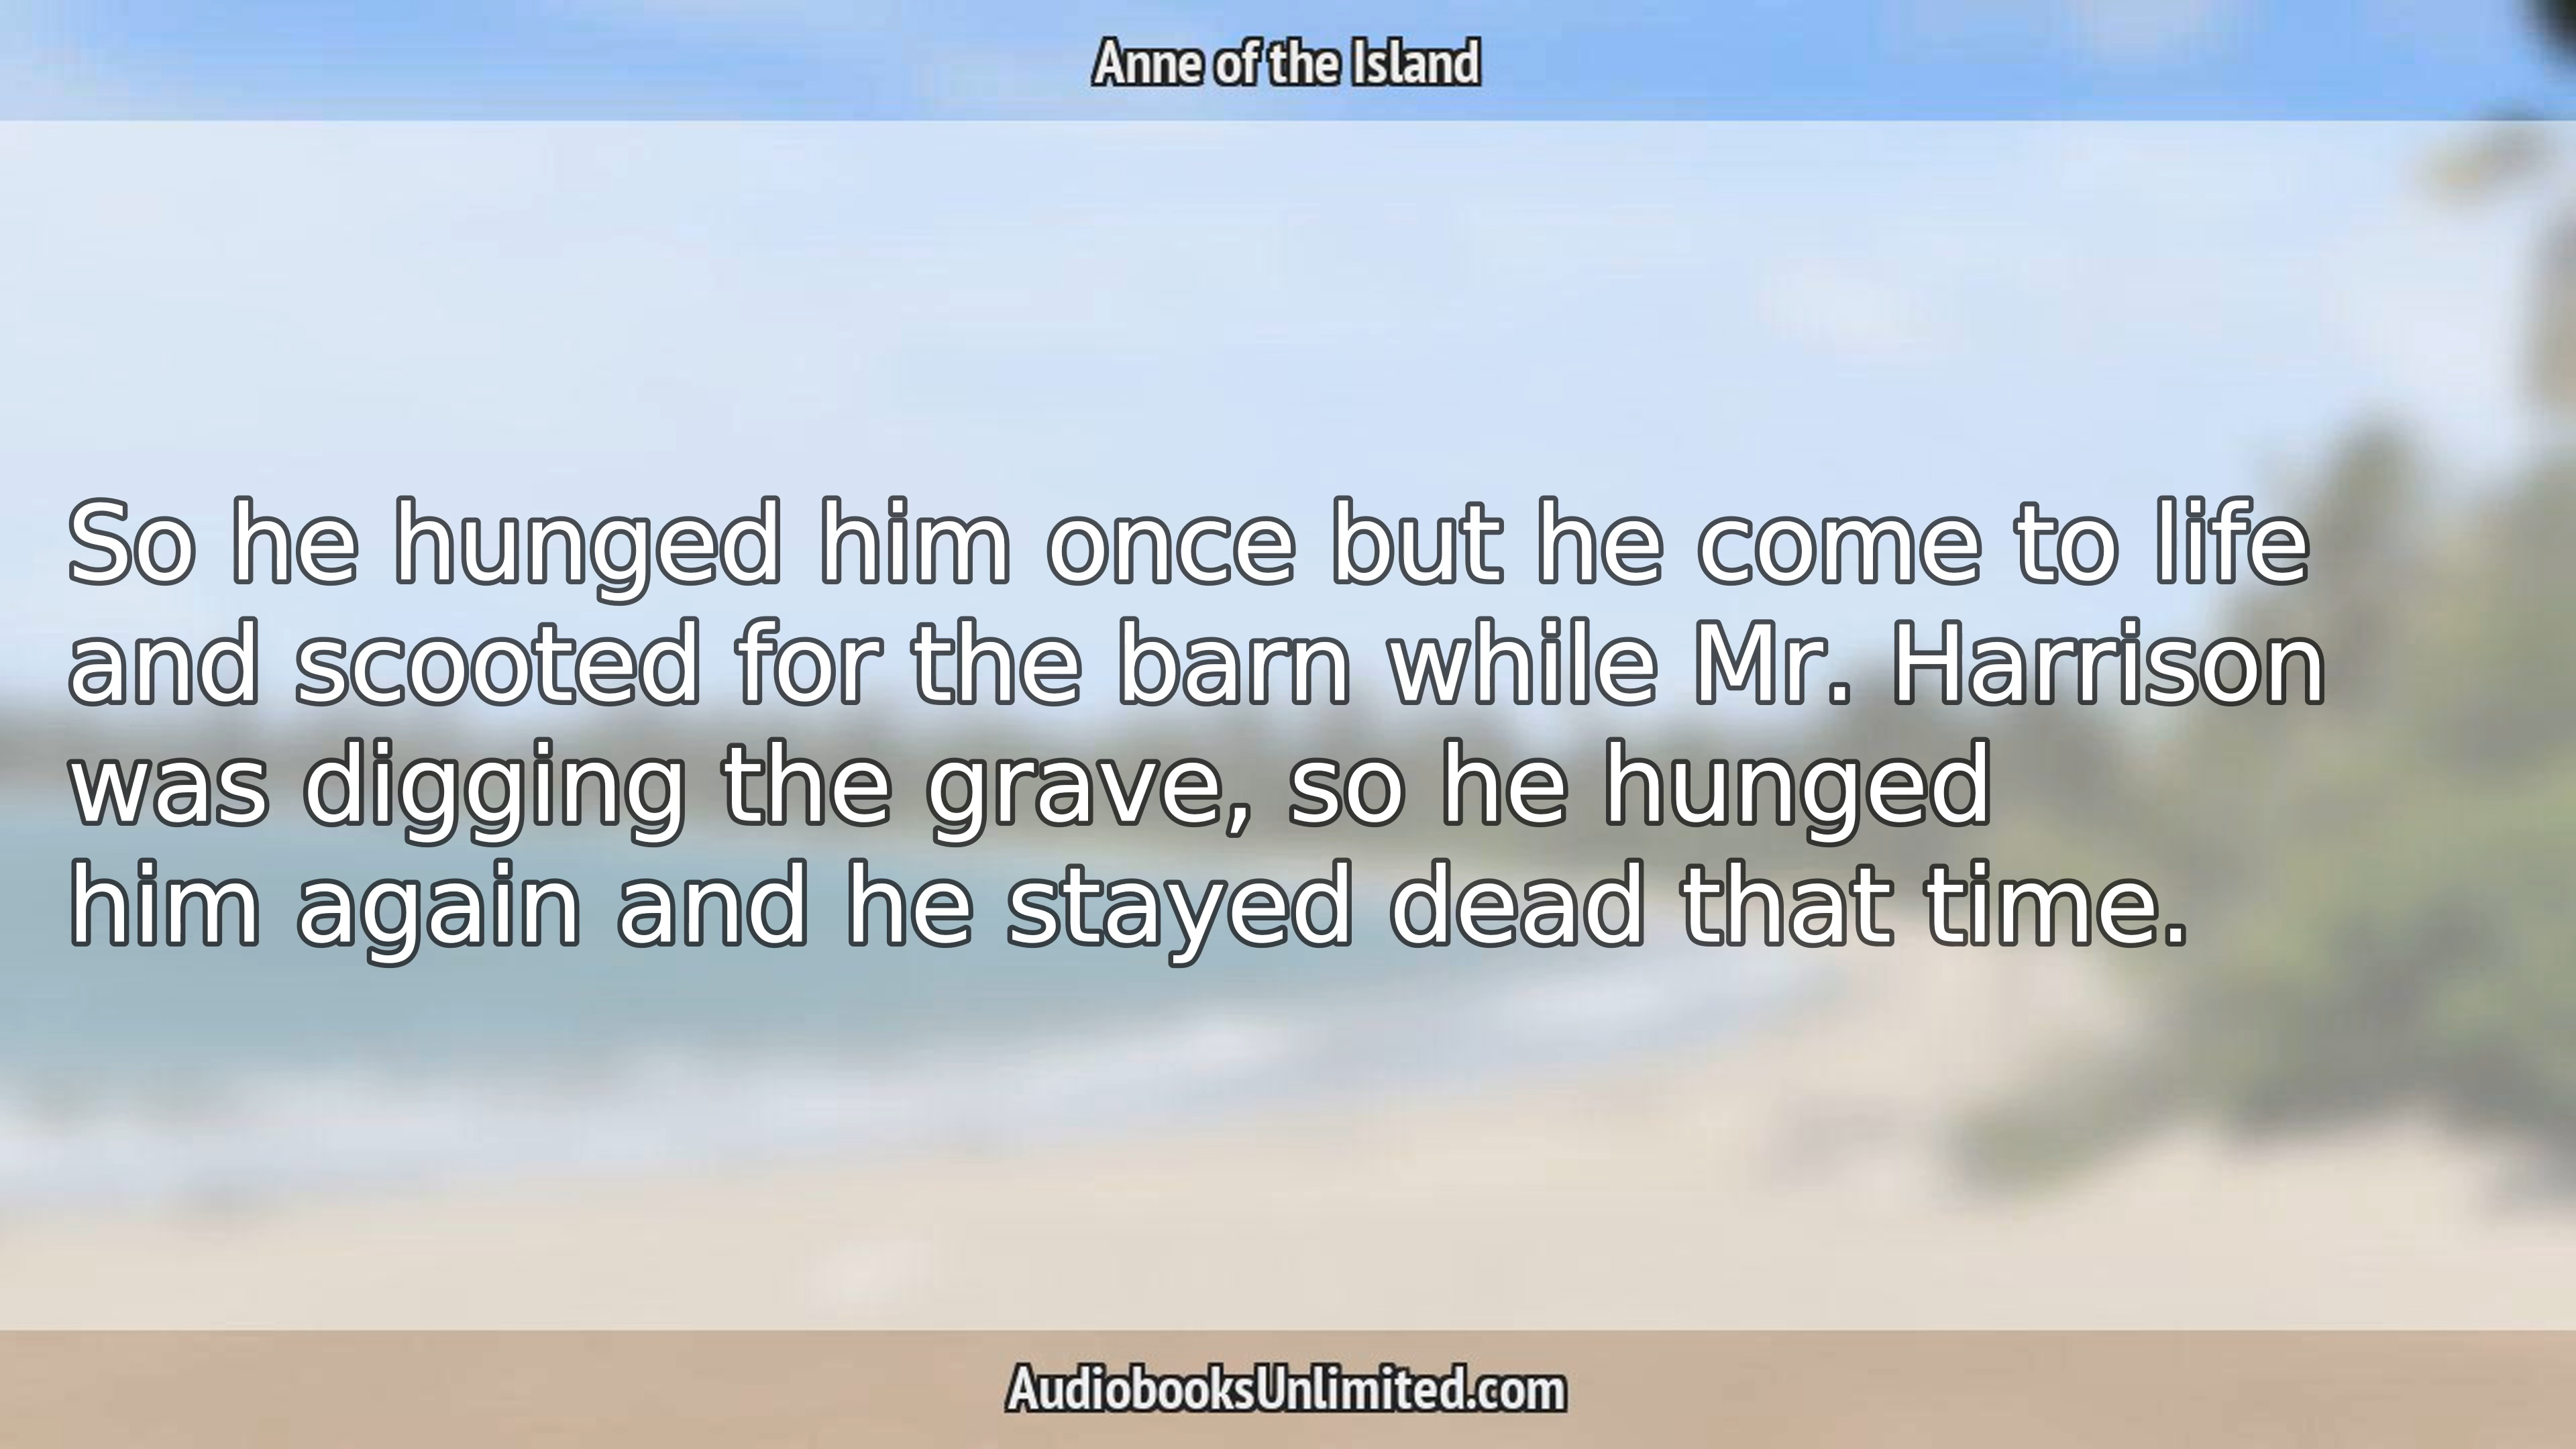 Anne of the Island
So he hunged him once but he come to life
and scooted for the barn while Mr. Harrison
was digging the grave, so he hunged
him again and he stayed dead that time.
AudiobooksUnlimited.com